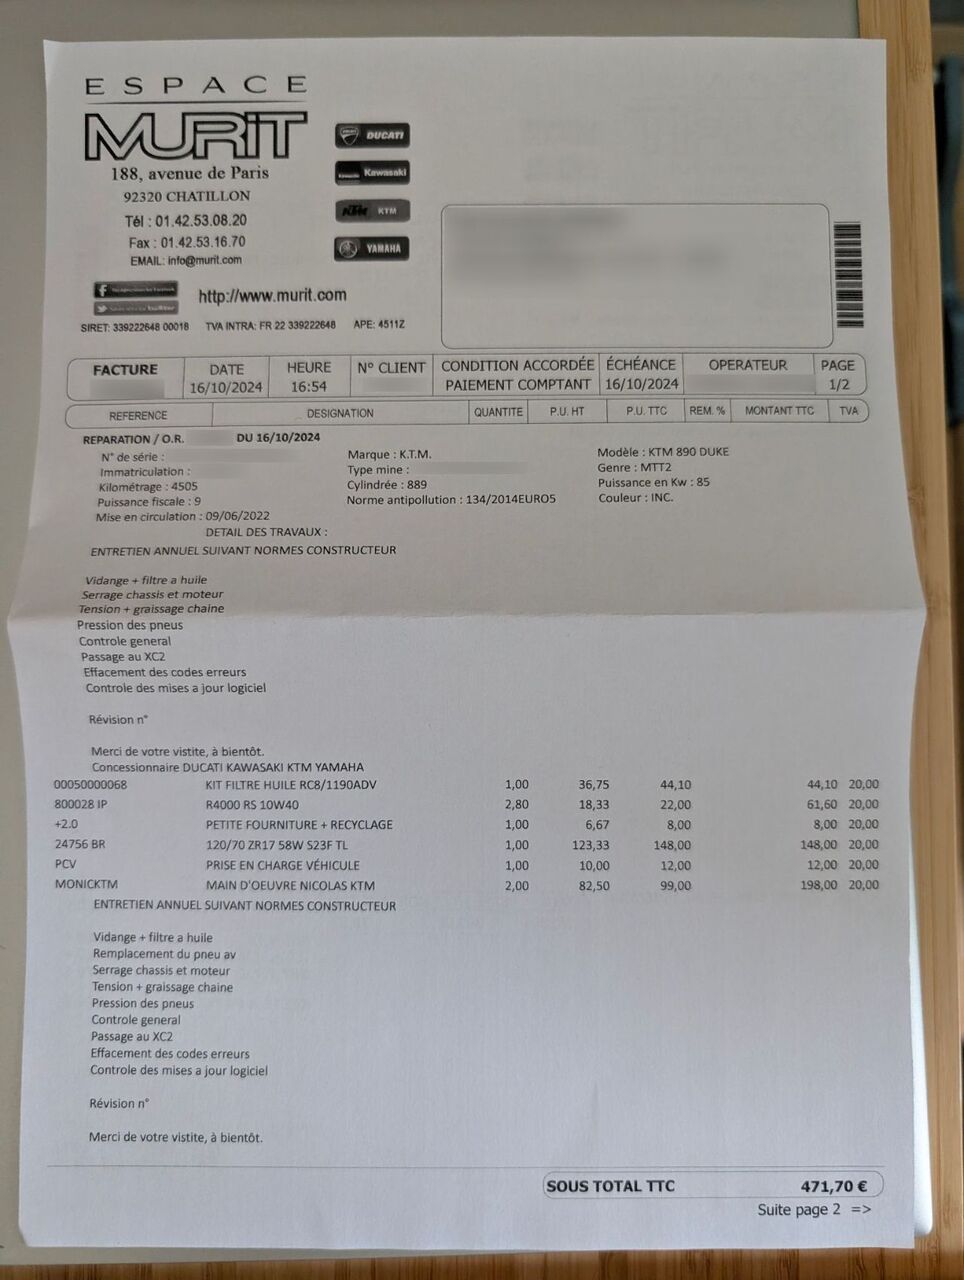 ESPACE
MURIT
188, avenue de Paris
92320 CHATILLON
Tél : 01.42.53.08.20
Fax : 01.42.53.16.70
EMAIL: info@murit.com
DUCATI
Kawasaki
KTM KTM
YAMAHA
http://www.murit.com
SIRET: 339222648 00018 TVA INTRA: FR 22 339222648 APE: 4511Z
FACTURE DATE HEURE N° CLIENT CONDITION ACCORDÉE ÉCHÉANCE OPERATEUR PAGE
16/10/2024 16:54 PAIEMENT COMPTANT 16/10/2024 1/2
REFERENCE DESIGNATION QUANTITE P.U. HT P.U. TTC REM. % MONTANT TTC TVA
REPARATION / O.R. DU 16/10/2024
N° de série : Marque : K.T.M. Modèle : KTM 890 DUKE
Immatriculation : Type mine : Genre : MTT2
Kilométrage : 4505 Cylindrée : 889 Puissance en Kw : 85
Puissance fiscale : 9 Norme antipollution : 134/2014EURO5 Couleur : INC.
Mise en circulation : 09/06/2022
DETAIL DES TRAVAUX :
ENTRETIEN ANNUEL SUIVANT NORMES CONSTRUCTEUR
Vidange + filtre a huile
Serrage chassis et moteur
Tension + graissage chaine
Pression des pneus
Controle general
Passage au XC2
Effacement des codes erreurs
Controle des mises a jour logiciel
Révision n°
Merci de votre vistite, à bientôt.
Concessionnaire DUCATI KAWASAKI KTM YAMAHA
00050000068 KIT FILTRE HUILE RC8/1190ADV 1,00 36,75 44,10 44,10 20,00
800028 IP R4000 RS 10W40 2,80 18,33 22,00 61,60 20,00
+2.0 PETITE FOURNITURE + RECYCLAGE 1,00 6,67 8,00 8,00 20,00
24756 BR 120/70 ZR17 58W S23F TL 1,00 123,33 148,00 148,00 20,00
PCV PRISE EN CHARGE VÉHICULE 1,00 10,00 12,00 12,00 20,00
MONICKTM MAIN D'OEUVRE NICOLAS KTM 2,00 82,50 99,00 198,00 20,00
ENTRETIEN ANNUEL SUIVANT NORMES CONSTRUCTEUR
Vidange + filtre a huile
Remplacement du pneu av
Serrage chassis et moteur
Tension + graissage chaine
Pression des pneus
Controle general
Passage au XC2
Effacement des codes erreurs
Controle des mises a jour logiciel
Révision n°
Merci de votre vistite, à bientôt.
SOUS TOTAL TTC 471,70 €
Suite page 2 =>